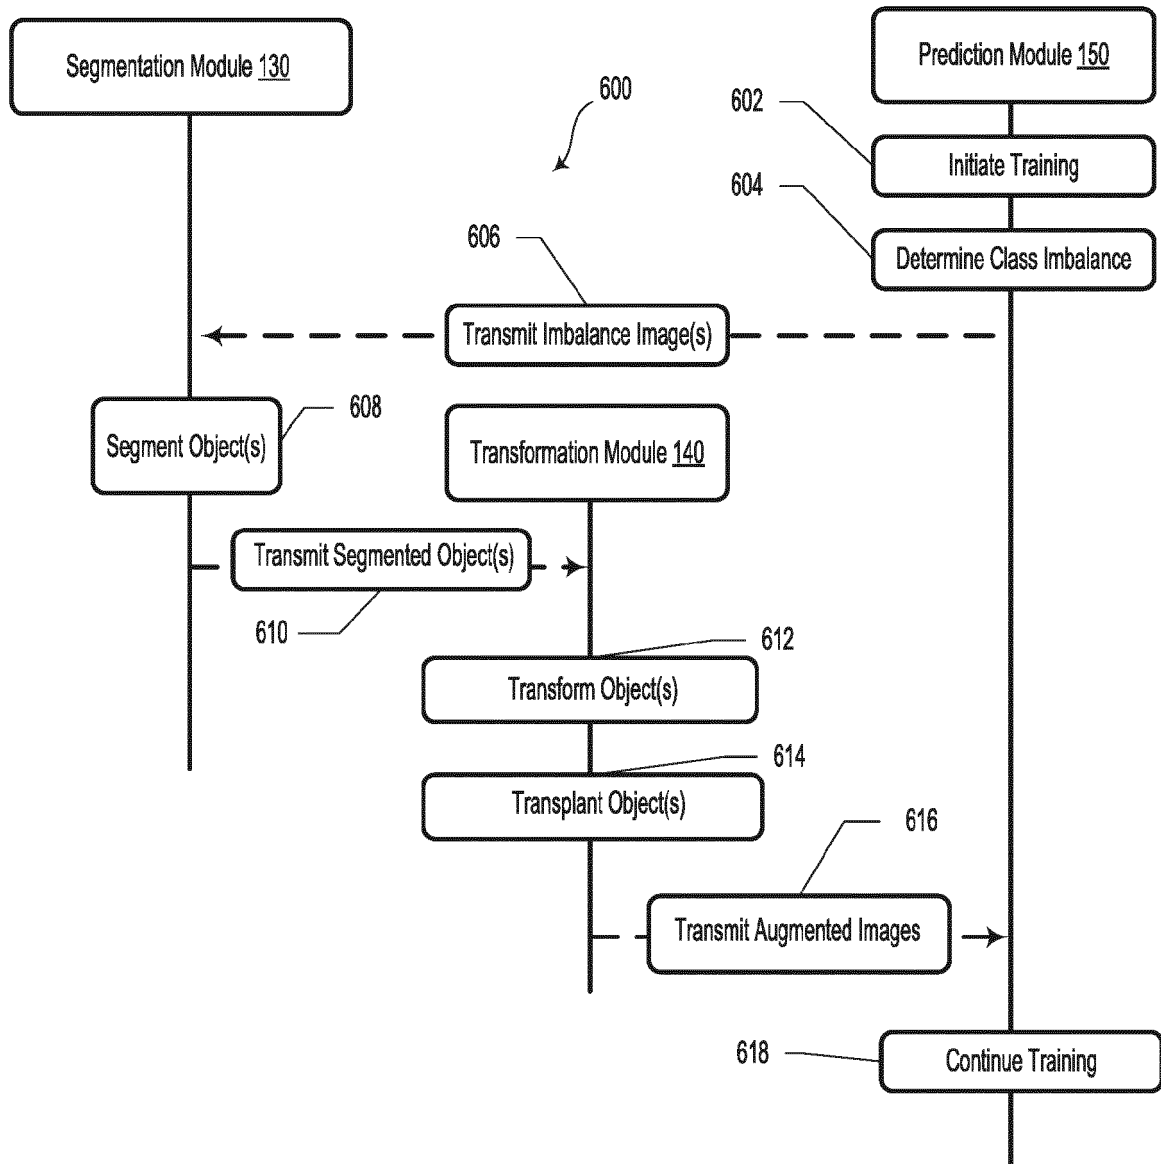 Segmentation Module 130
Prediction Module 150
600
602
Initiate Training
604
Determine Class Imbalance
606
Transmit Imbalance Image(s)
608
Segment Object(s)
Transformation Module 140
Transmit Segmented Object(s)
610
612
Transform Object(s)
614
Transplant Object(s)
616
Transmit Augmented Images
618
Continue Training